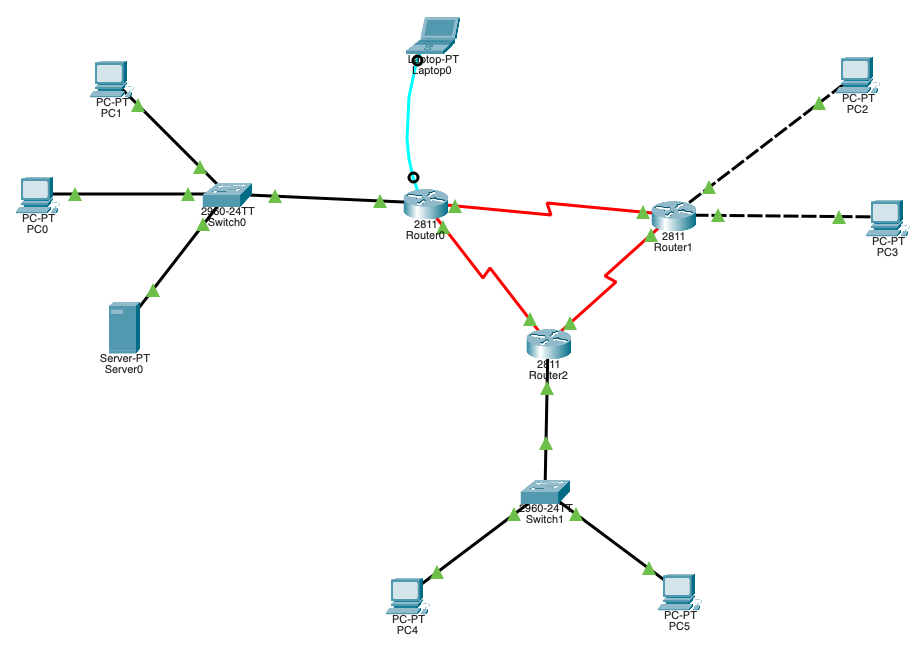 Laptop-PT
Laptop0
PC-PT
PC1
PC-PT
PC2
PC-PT
PC0
2960-24TT
Switch0
2811
Router0
2811
Router1
PC-PT
PC3
Server-PT
Server0
2811
Router2
2960-24TT
Switch1
PC-PT
PC4
PC-PT
PC5